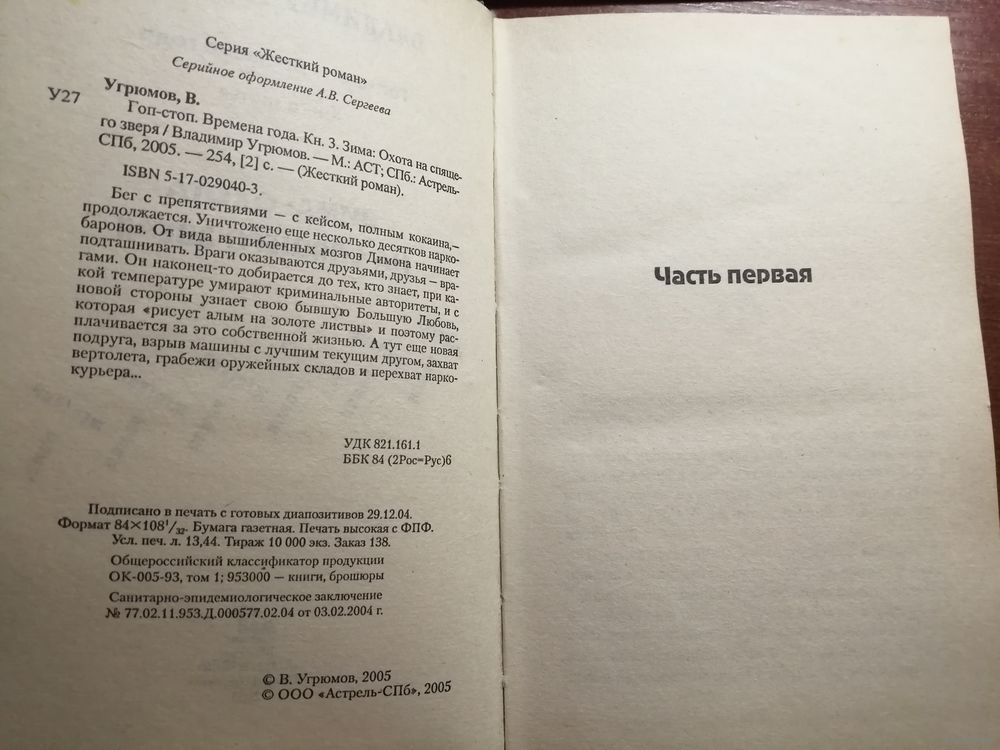 Серия «Жесткий роман»
Серийное оформление А.В. Сергеева
Угрюмов, В.
У27
Гоп-стоп. Времена года. Кн. 3. Зима: Охота на спяще-
го зверя / Владимир Угрюмов. — М.: АСТ; СПб.: Астрель-
СПб, 2005. — 254, [2] с. — (Жесткий роман).
ISBN 5-17-029040-3.
Бег с препятствиями — с кейсом, полным кокаина,—
продолжается. Уничтожено еще несколько десятков нарко-
баронов. От вида вышибленных мозгов Димона начинает
подташнивать. Враги оказываются друзьями, друзья — вра-
гами. Он наконец-то добирается до тех, кто знает, при ка-
кой температуре умирают криминальные авторитеты, и с
новой стороны узнает свою бывшую Большую Любовь,
которая «рисует алым на золоте листвы» и поэтому рас-
плачивается за это собственной жизнью. А тут еще новая
подруга, взрыв машины с лучшим текущим другом, захват
вертолета, грабежи оружейных складов и перехват нарко-
курьера...
УДК 821.161.1
ББК 84 (2Рос=Рус)6
Подписано в печать с готовых диапозитивов 29.12.04.
Формат 84×108 1/32. Бумага газетная. Печать высокая с ФПФ.
Усл. печ. л. 13,44. Тираж 10 000 экз. Заказ 138.
Общероссийский классификатор продукции
ОК-005-93, том 1; 953000 — книги, брошюры
Санитарно-эпидемиологическое заключение
№ 77.02.11.953.Д.000577.02.04 от 03.02.2004 г.
© В. Угрюмов, 2005
© ООО «Астрель-СПб», 2005
Часть первая